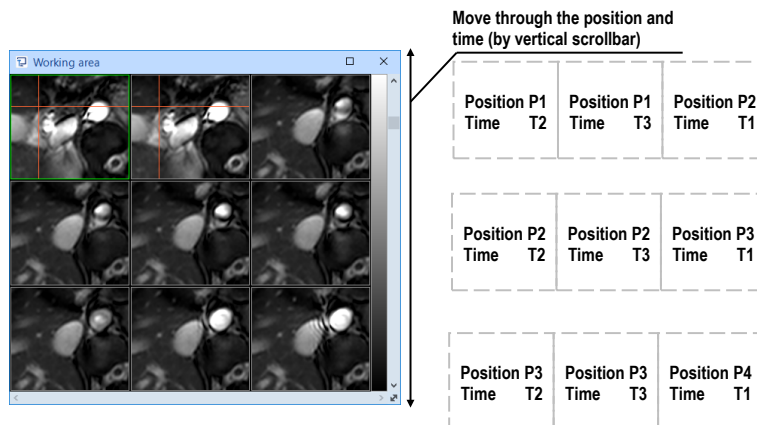 Move through the position and
time (by vertical scrollbar)
Working area
Position P1 Position P1 Position P2
Time T2 Time T3 Time T1
Position P2 Position P2 Position P3
Time T2 Time T3 Time T1
Position P3 Position P3 Position P4
Time T2 Time T3 Time T1